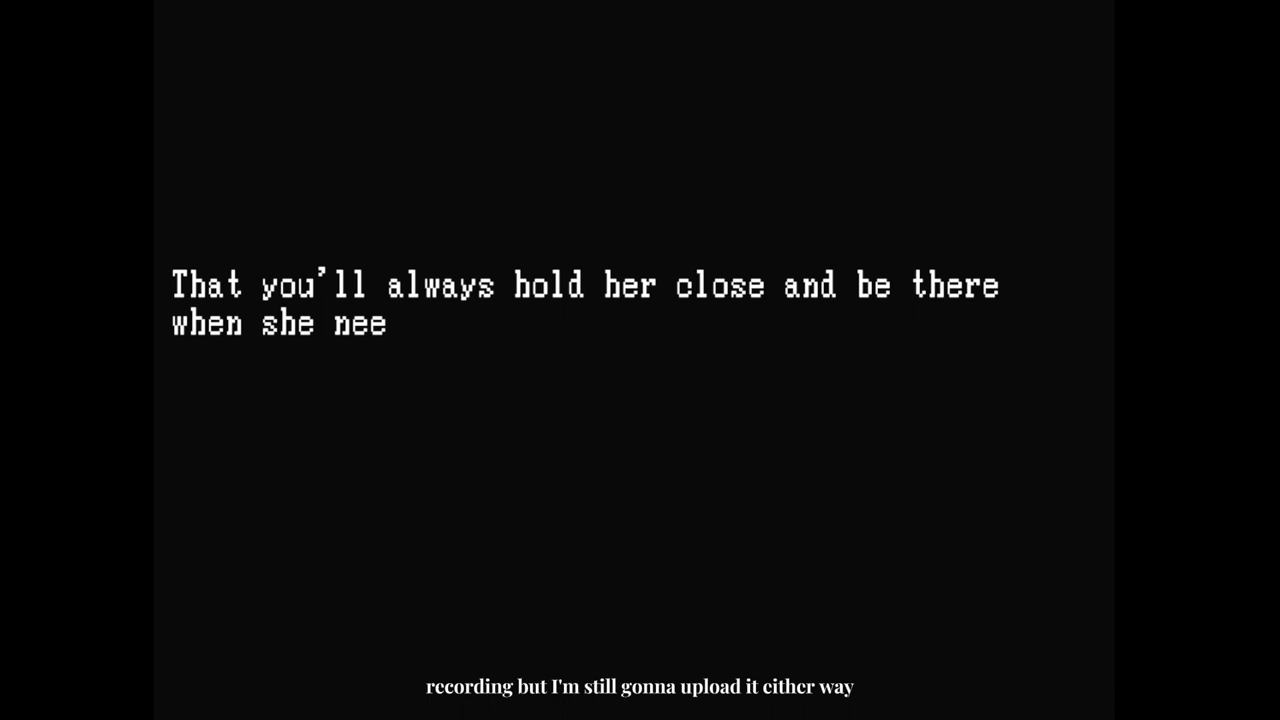 That you'll always hold her close and be there
when she nee
recording but I'm still gonna upload it either way